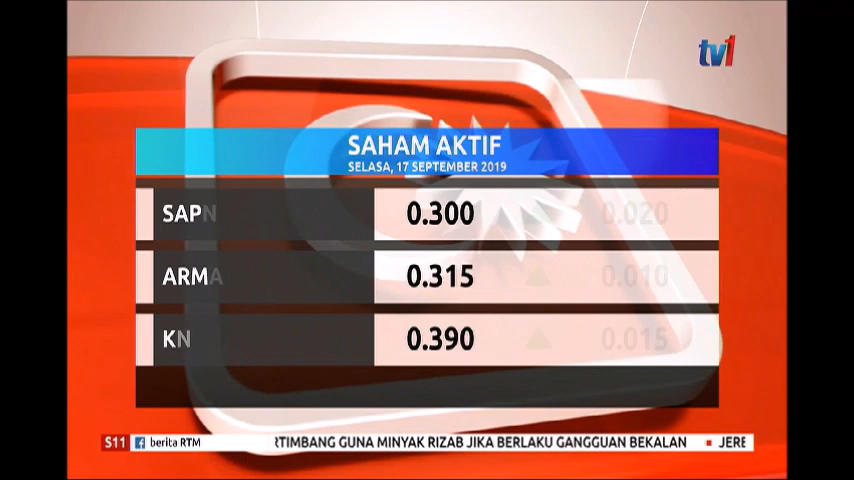 tv1
SAHAM AKTIF
SELASA, 17 SEPTEMBER 2019
SAPN 0.300 0.020
ARMA 0.315 ▲ 0.010
KN 0.390 ▲ 0.015
S11 f berita RTM RTIMBANG GUNA MINYAK RIZAB JIKA BERLAKU GANGGUAN BEKALAN ▪ JERE